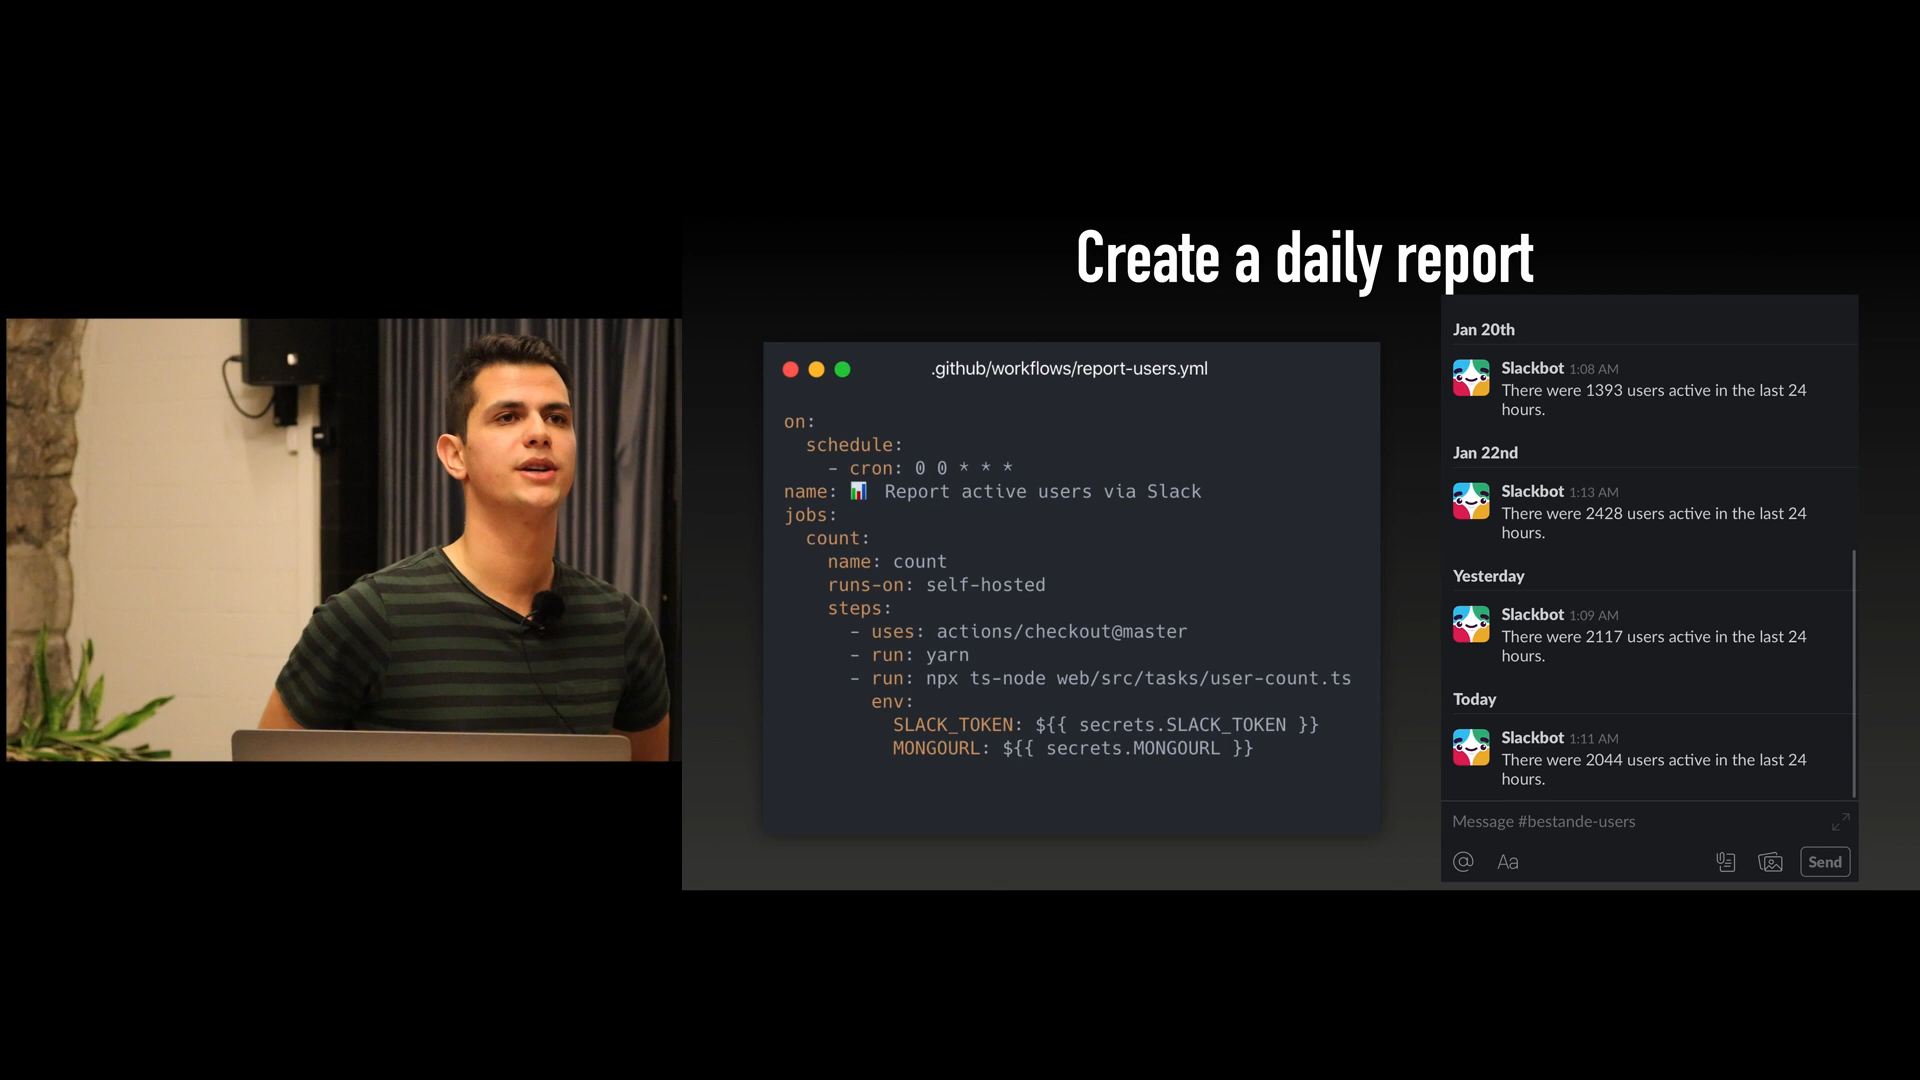 Create a daily report
.github/workflows/report-users.yml
on:
  schedule:
    - cron: 0 0 * * *
name: 📊 Report active users via Slack
jobs:
  count:
    name: count
    runs-on: self-hosted
    steps:
      - uses: actions/checkout@master
      - run: yarn
      - run: npx ts-node web/src/tasks/user-count.ts
        env:
          SLACK_TOKEN: ${{ secrets.SLACK_TOKEN }}
          MONGOURL: ${{ secrets.MONGOURL }}
Jan 20th
Slackbot 1:08 AM
There were 1393 users active in the last 24
hours.
Jan 22nd
Slackbot 1:13 AM
There were 2428 users active in the last 24
hours.
Yesterday
Slackbot 1:09 AM
There were 2117 users active in the last 24
hours.
Today
Slackbot 1:11 AM
There were 2044 users active in the last 24
hours.
Message #bestande-users
@ Aa Send